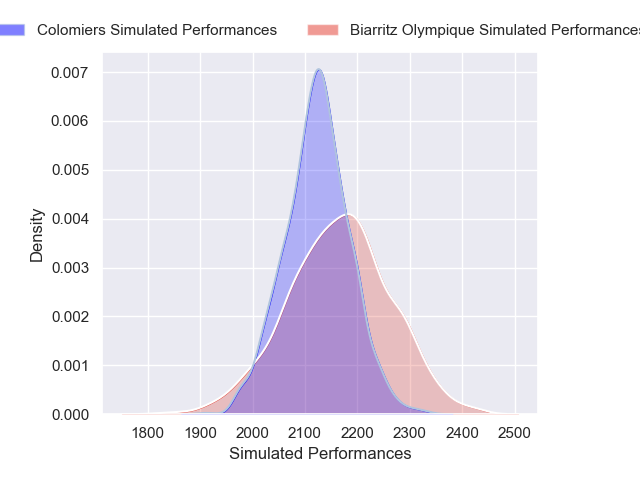 Colomiers Simulated Performances
Biarritz Olympique Simulated Performances
0.007
0.006
0.005
0.004
0.003
0.002
0.001
0.000
Density
1800 1900 2000 2100 2200 2300 2400 2500
Simulated Performances